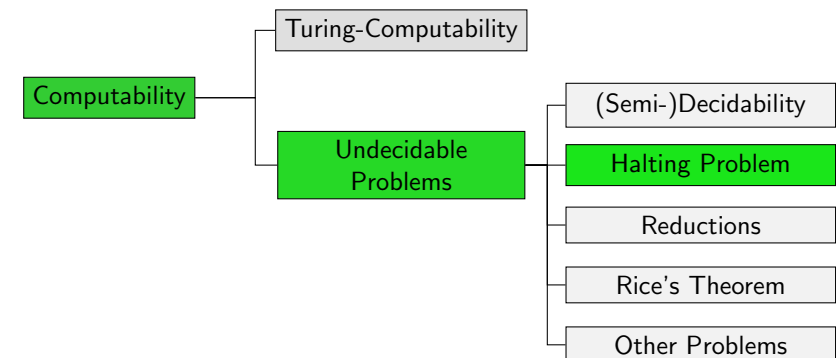 Turing-Computability
Computability
(Semi-)Decidability
Undecidable
Problems
Halting Problem
Reductions
Rice's Theorem
Other Problems